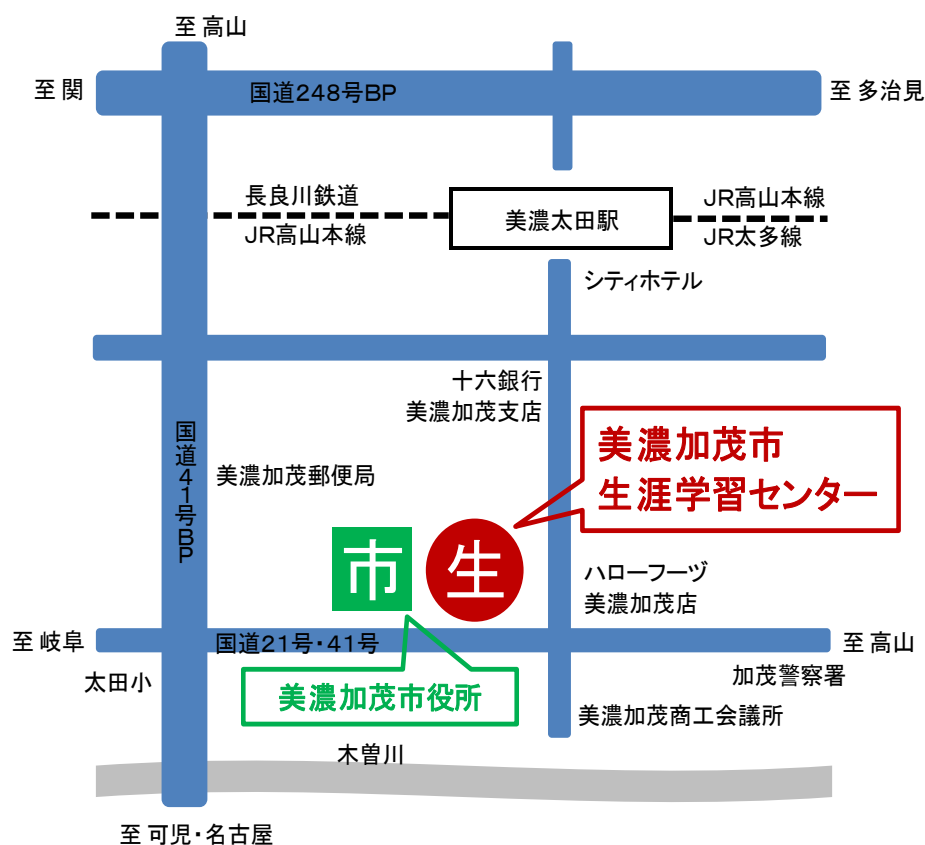 至 高山
至 関
国道248号BP
至 多治見
長良川鉄道
JR高山本線
美濃太田駅
JR高山本線
JR太多線
シティホテル
十六銀行
美濃加茂支店
美濃加茂市
生涯学習センター
国道41号BP
美濃加茂郵便局
市
生
ハローフーヅ
美濃加茂店
至 岐阜
国道21号・41号
至 高山
太田小
美濃加茂市役所
加茂警察署
美濃加茂商工会議所
木曽川
至 可児・名古屋